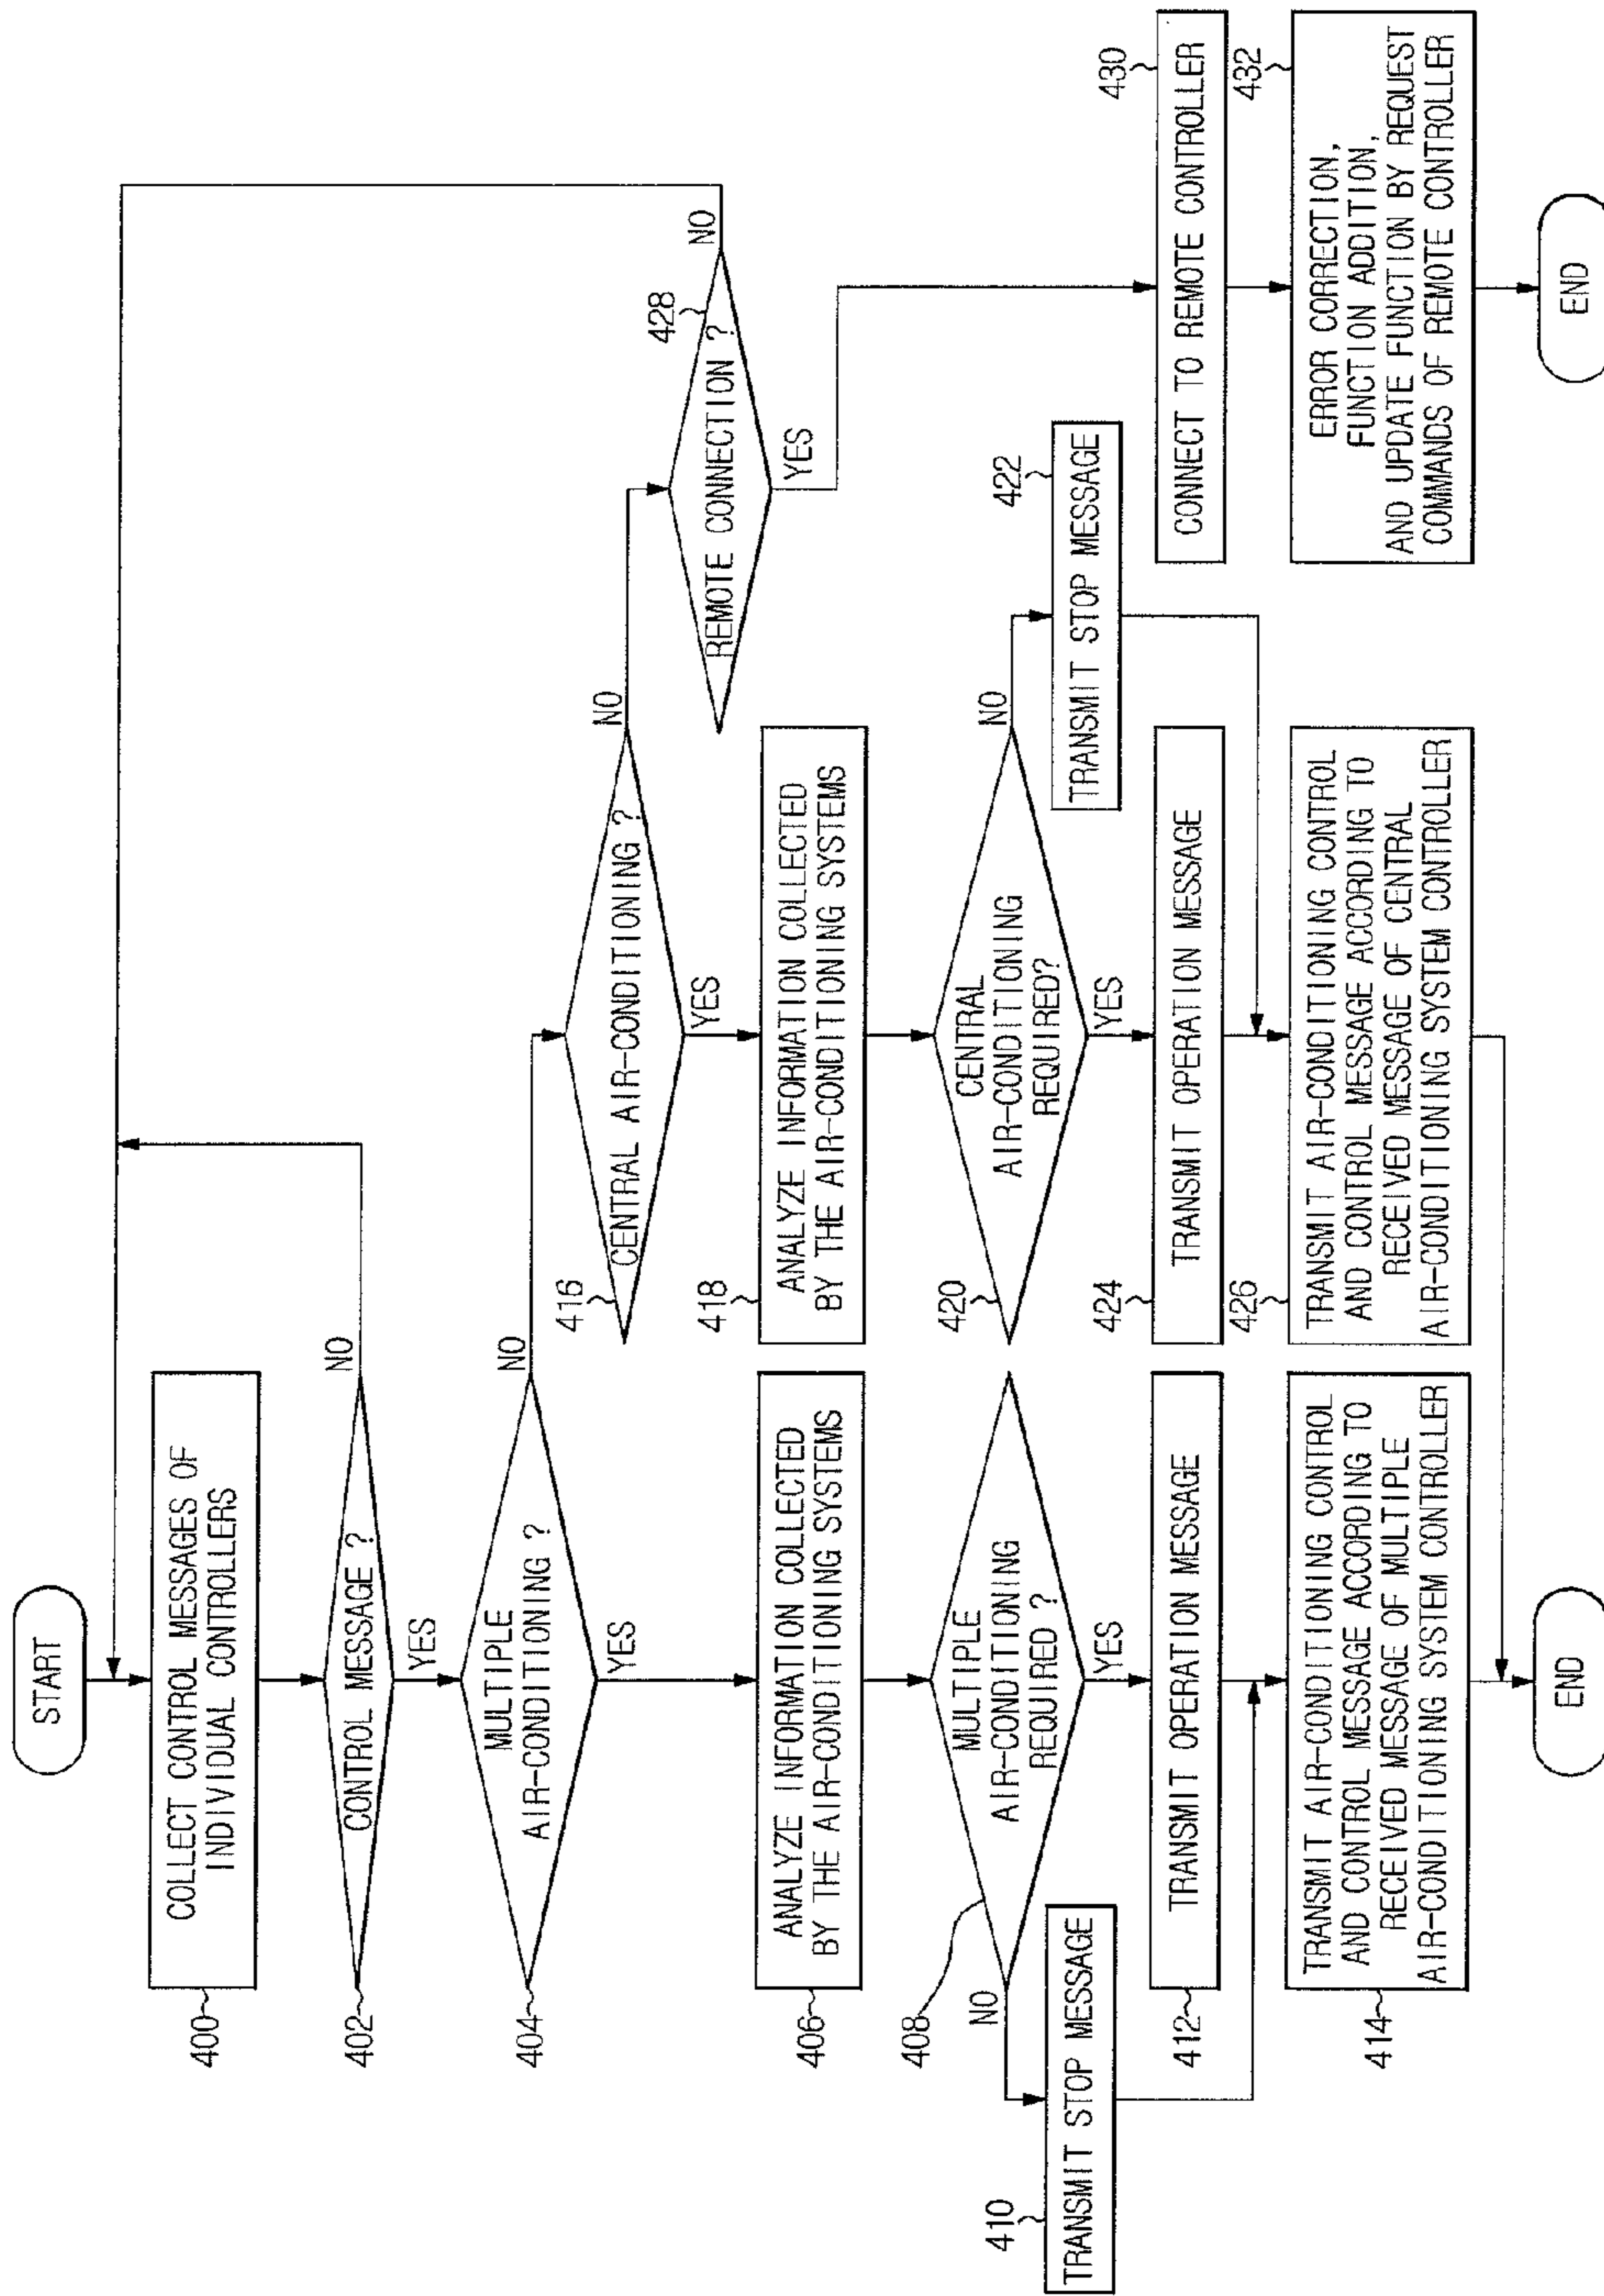 START
COLLECT CONTROL MESSAGES OF
INDIVIDUAL CONTROLLERS
400
CONTROL MESSAGE ?
402
NO
YES
MULTIPLE
AIR-CONDITIONING ?
404
NO
YES
ANALYZE INFORMATION COLLECTED
BY THE AIR-CONDITIONING SYSTEMS
406
MULTIPLE
AIR-CONDITIONING
REQUIRED ?
408
NO
YES
TRANSMIT STOP MESSAGE
410
TRANSMIT OPERATION MESSAGE
412
TRANSMIT AIR-CONDITIONING CONTROL
AND CONTROL MESSAGE ACCORDING TO
RECEIVED MESSAGE OF MULTIPLE
AIR-CONDITIONING SYSTEM CONTROLLER
414
END
CENTRAL AIR-CONDITIONING ?
416
NO
YES
ANALYZE INFORMATION COLLECTED
BY THE AIR-CONDITIONING SYSTEMS
418
CENTRAL
AIR-CONDITIONING
REQUIRED?
420
NO
YES
TRANSMIT STOP MESSAGE
422
TRANSMIT OPERATION MESSAGE
424
TRANSMIT AIR-CONDITIONING CONTROL
AND CONTROL MESSAGE ACCORDING TO
RECEIVED MESSAGE OF CENTRAL
AIR-CONDITIONING SYSTEM CONTROLLER
426
REMOTE CONNECTION ?
428
NO
YES
CONNECT TO REMOTE CONTROLLER
430
ERROR CORRECTION,
FUNCTION ADDITION,
AND UPDATE FUNCTION BY REQUEST
COMMANDS OF REMOTE CONTROLLER
432
END